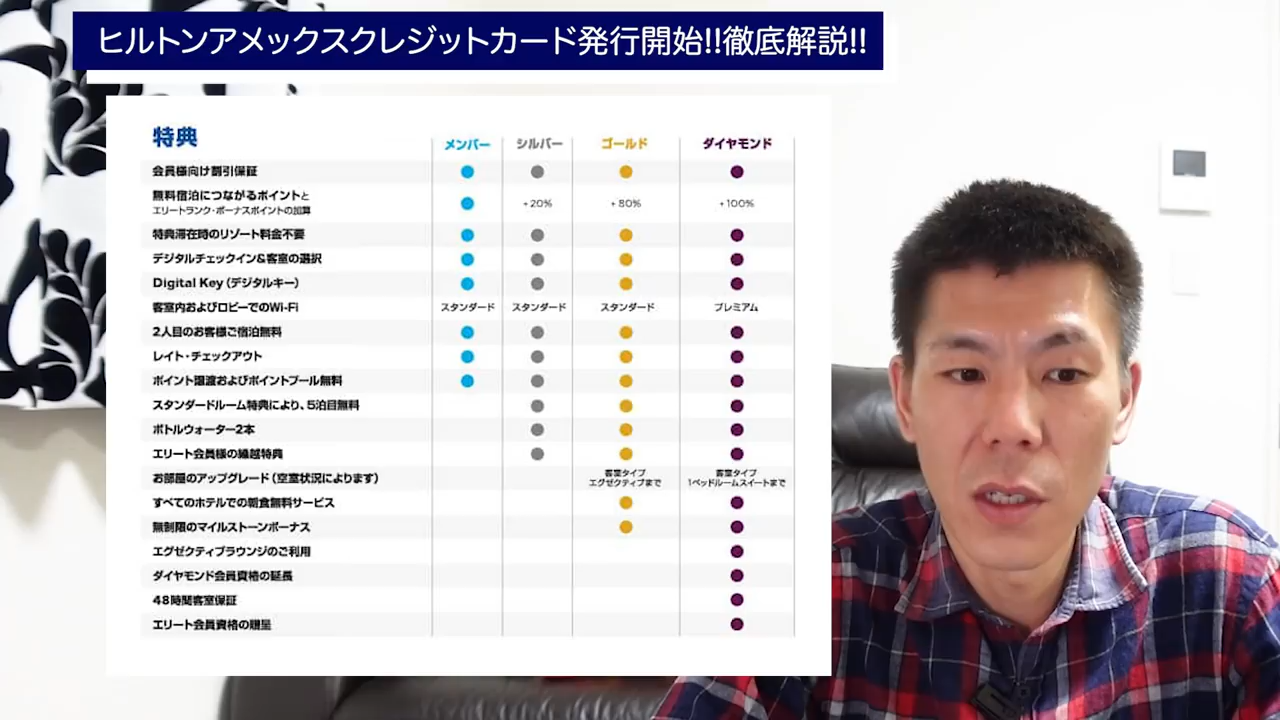 ヒルトンアメックスクレジットカード発行開始!!徹底解説!!
特典 メンバー シルバー ゴールド ダイヤモンド
会員様向け割引保証
無料宿泊につながるポイントと
エリートランク・ボーナスポイントの加算 +20% +80% +100%
特典滞在時のリゾート料金不要
デジタルチェックイン&客室の選択
Digital Key（デジタルキー）
客室内およびロビーでのWi-Fi スタンダード スタンダード スタンダード プレミアム
2人目のお客様ご宿泊無料
レイト・チェックアウト
ポイント譲渡およびポイントプール無料
スタンダードルーム特典により、5泊目無料
ボトルウォーター2本
エリート会員様の繰越特典
お部屋のアップグレード（空室状況によります） 客室タイプ エグゼクティブまで 客室タイプ 1ベッドルームスイートまで
すべてのホテルでの朝食無料サービス
無制限のマイルストーンボーナス
エグゼクティブラウンジのご利用
ダイヤモンド会員資格の延長
48時間客室保証
エリート会員資格の贈呈